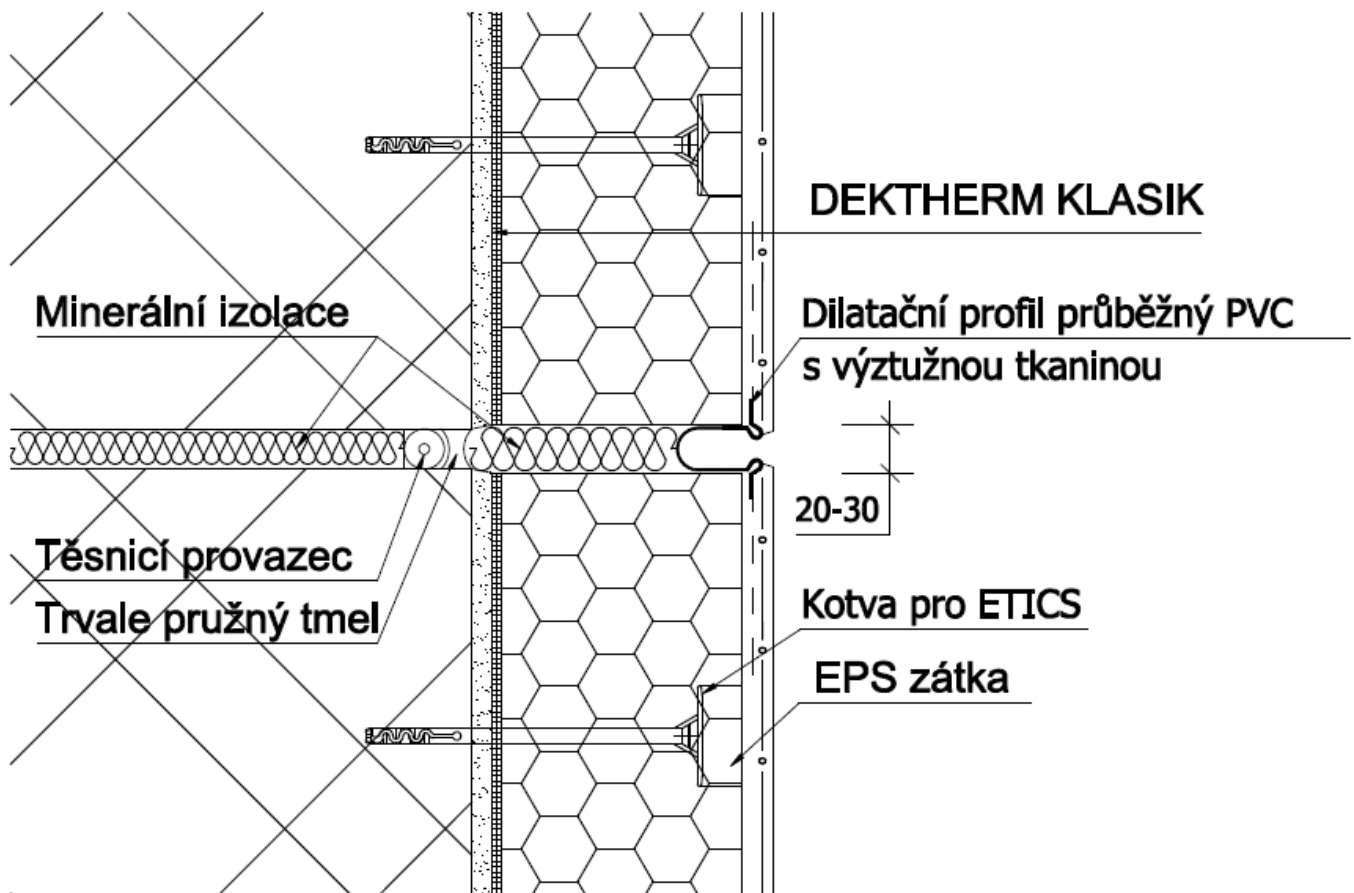 DEKTHERM KLASIK
Minerální izolace
Dilatační profil průběžný PVC
s výztužnou tkaninou
20-30
Těsnicí provazec
Trvale pružný tmel
Kotva pro ETICS
EPS zátka